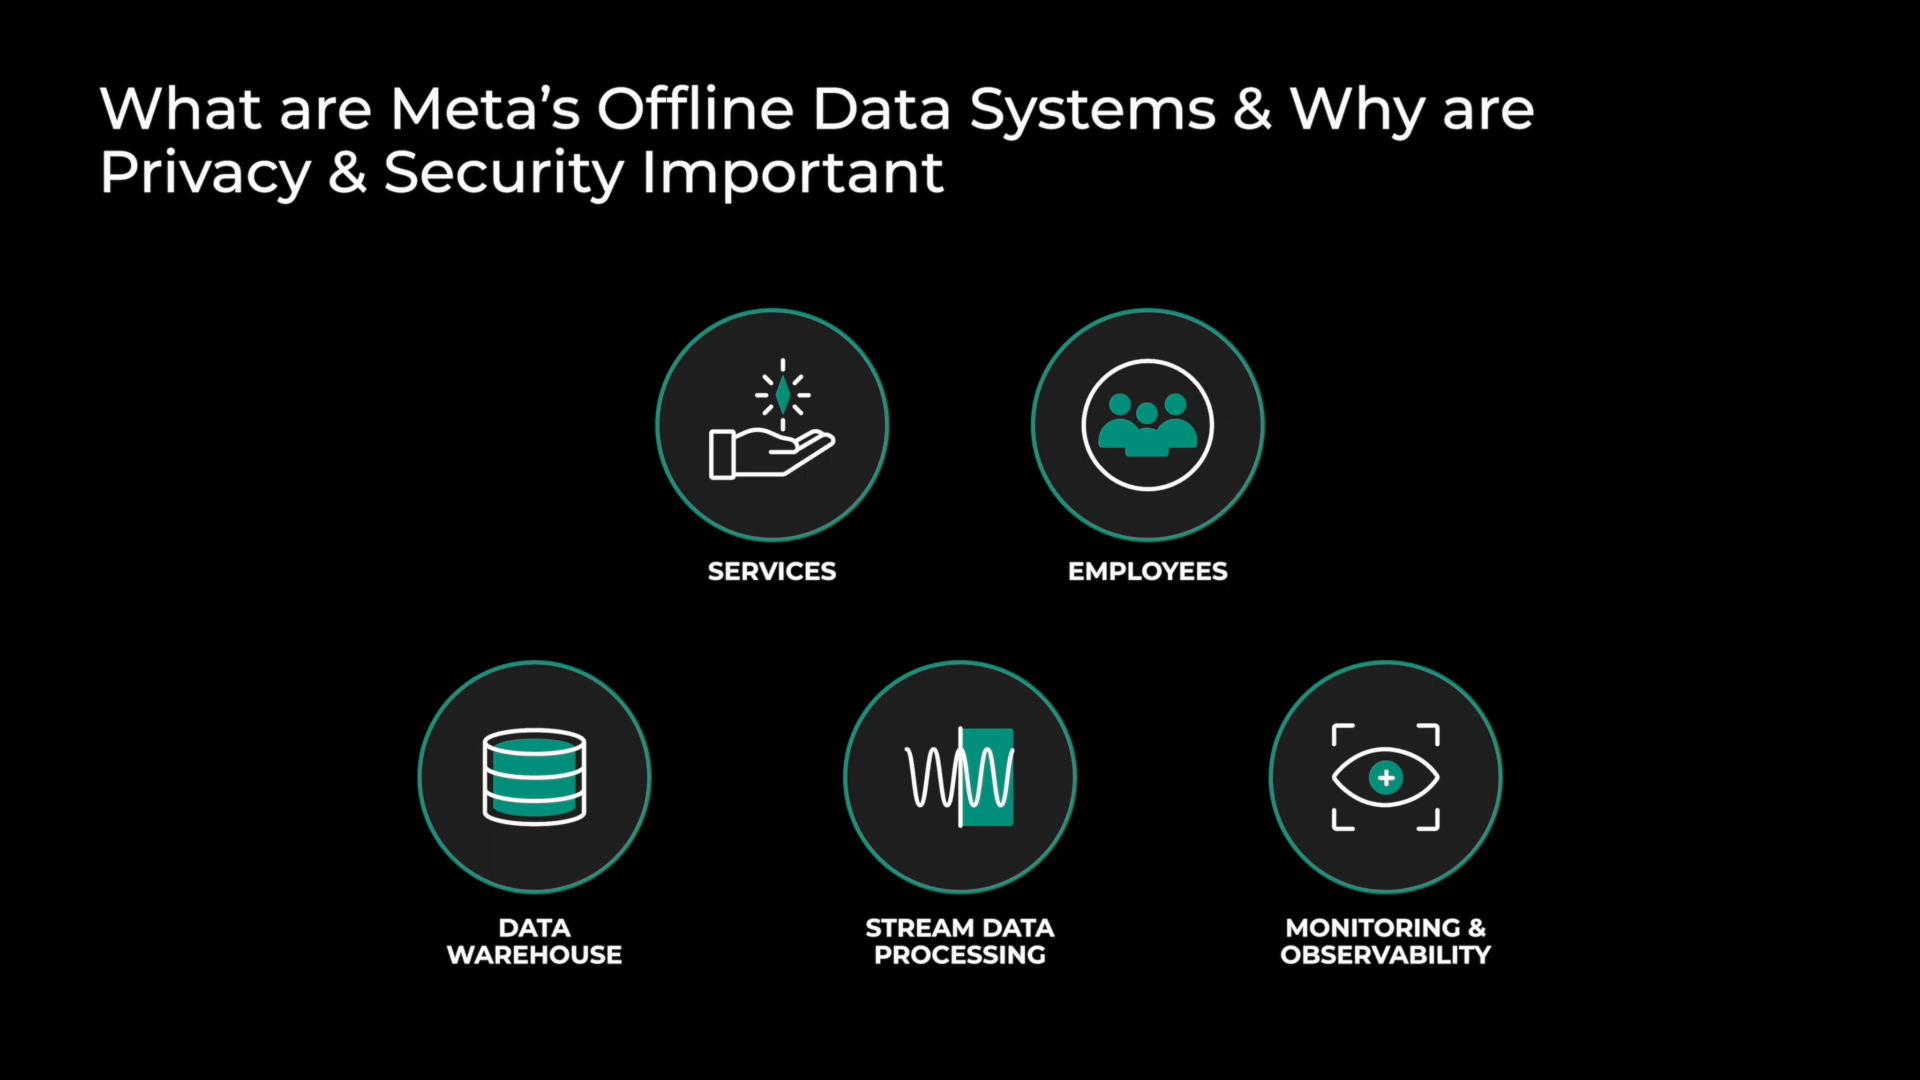 What are Meta’s Offline Data Systems & Why are
Privacy & Security Important
SERVICES
EMPLOYEES
DATA
WAREHOUSE
STREAM DATA
PROCESSING
MONITORING &
OBSERVABILITY